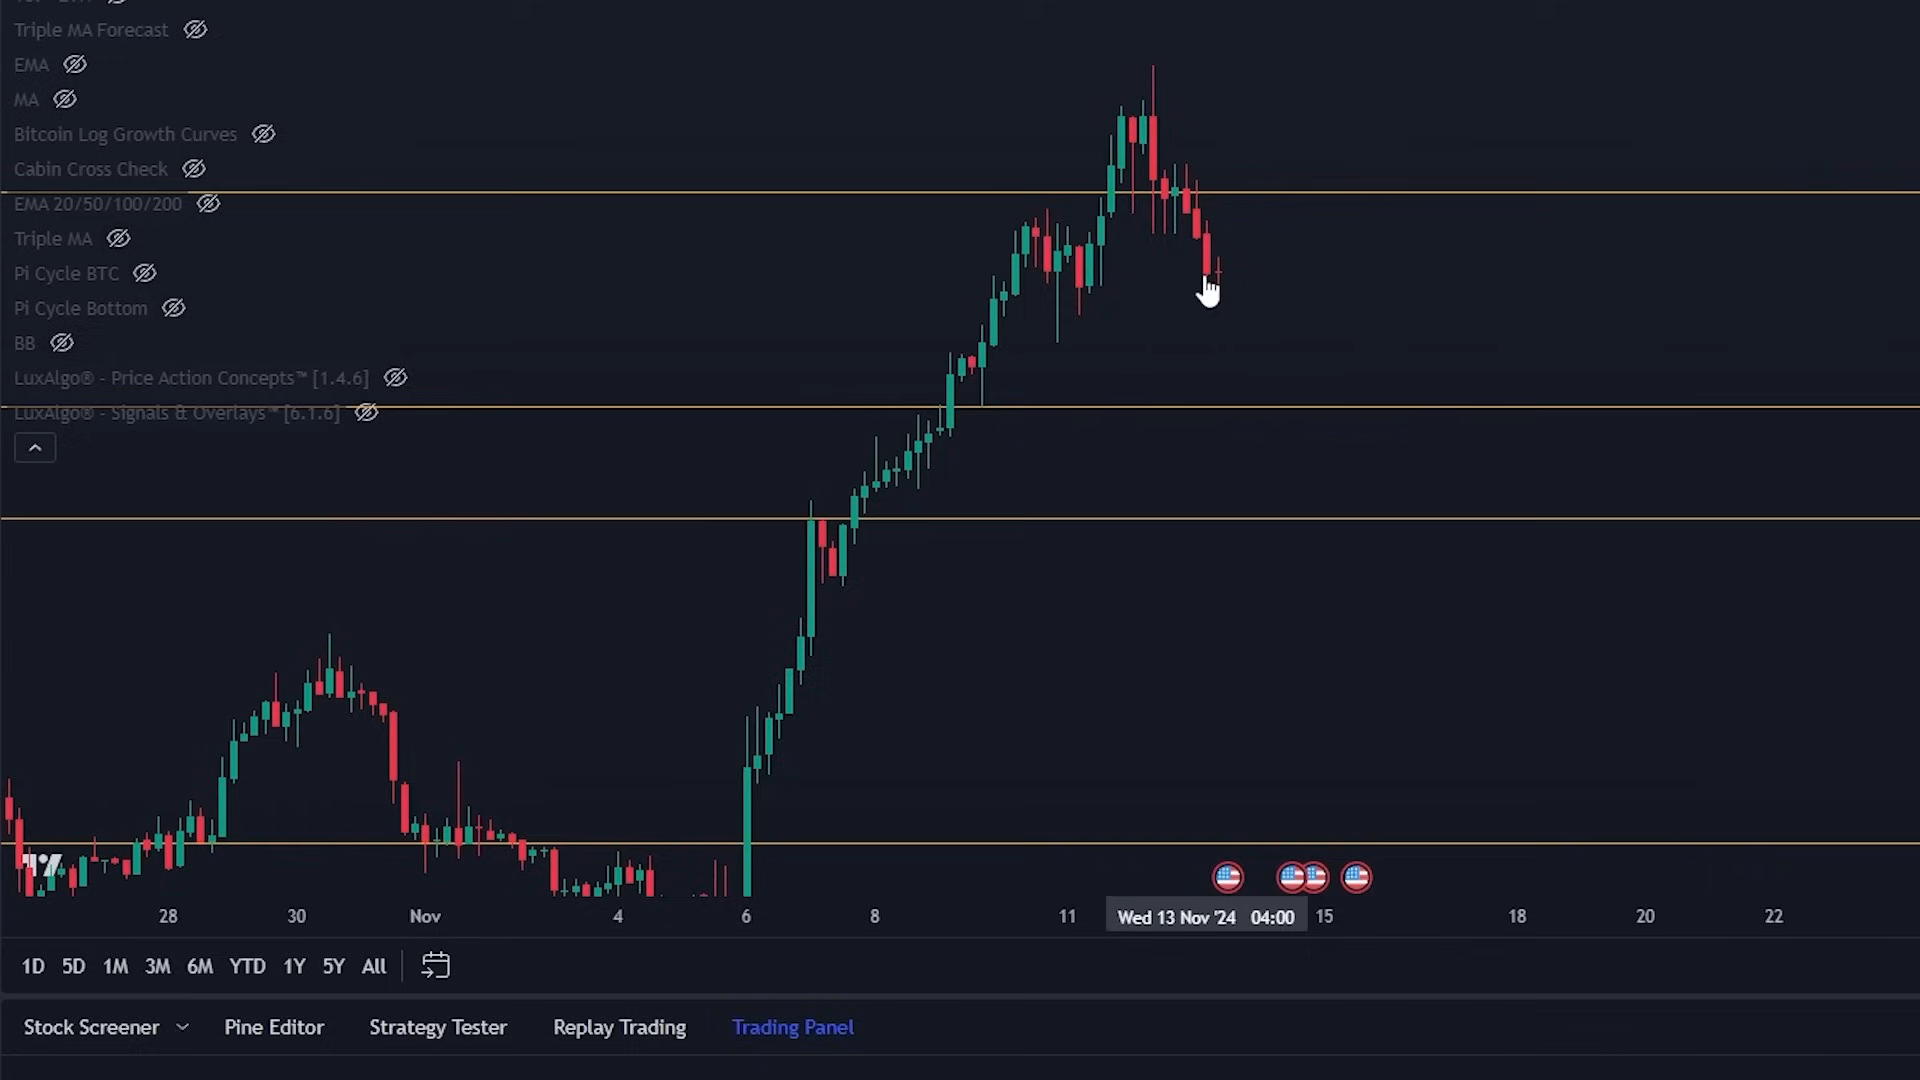 Triple MA Forecast
EMA
MA
Bitcoin Log Growth Curves
Cabin Cross Check
EMA 20/50/100/200
Triple MA
Pi Cycle BTC
Pi Cycle Bottom
BB
LuxAlgo® - Price Action Concepts™ [1.4.6]
LuxAlgo® - Signals & Overlays™ [6.1.6]
28 30 Nov 4 6 8 11 Wed 13 Nov '24 04:00 15 18 20 22
1D 5D 1M 3M 6M YTD 1Y 5Y All
Stock Screener Pine Editor Strategy Tester Replay Trading Trading Panel